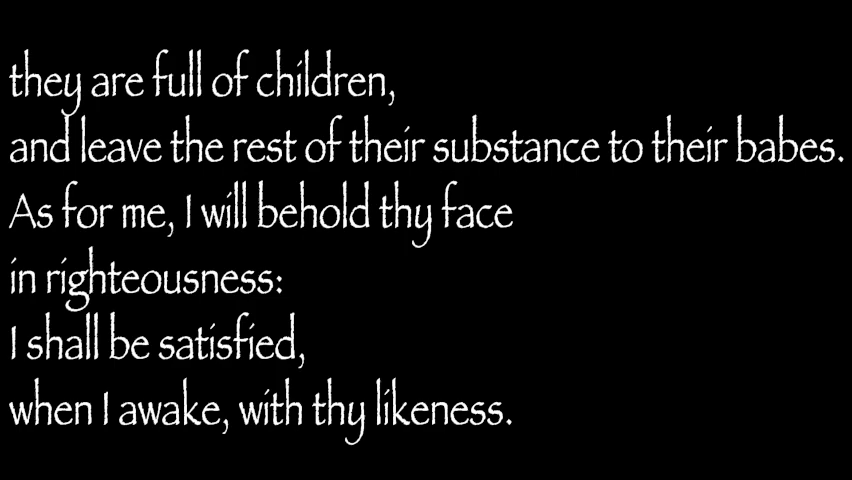 they are full of children,
and leave the rest of their substance to their babes.
As for me, I will behold thy face
in righteousness:
I shall be satisfied,
when I awake, with thy likeness.